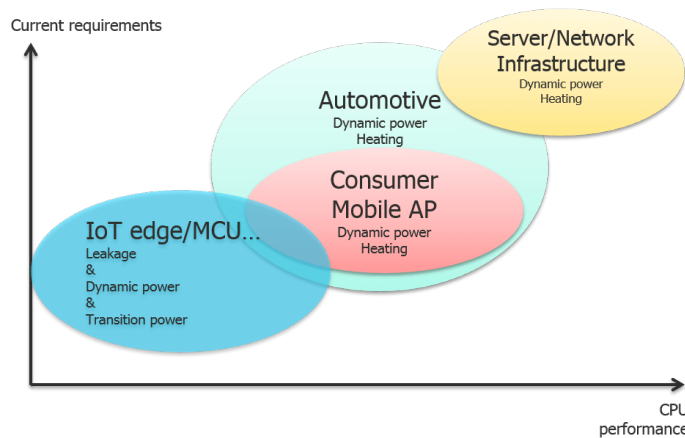 Current requirements
Server/Network
Infrastructure
Dynamic power
Heating
Automotive
Dynamic power
Heating
Consumer
Mobile AP
Dynamic power
Heating
IoT edge/MCU...
Leakage
&
Dynamic power
&
Transition power
CPU
performance